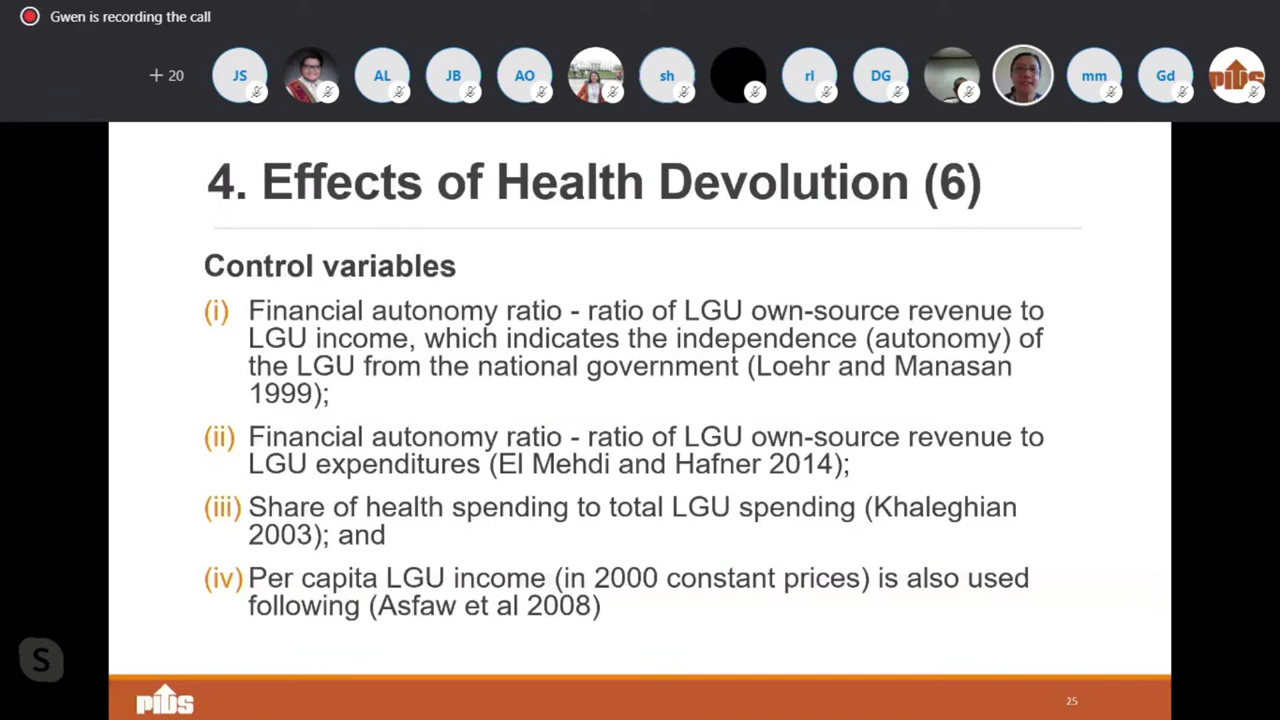 Gwen is recording the call
+ 20
JS
AL
JB
AO
sh
rl
DG
mm
Gd
PIDS
4. Effects of Health Devolution (6)
Control variables
(i) Financial autonomy ratio - ratio of LGU own-source revenue to
LGU income, which indicates the independence (autonomy) of
the LGU from the national government (Loehr and Manasan
1999);
(ii) Financial autonomy ratio - ratio of LGU own-source revenue to
LGU expenditures (El Mehdi and Hafner 2014);
(iii) Share of health spending to total LGU spending (Khaleghian
2003); and
(iv) Per capita LGU income (in 2000 constant prices) is also used
following (Asfaw et al 2008)
S
PIDS
25